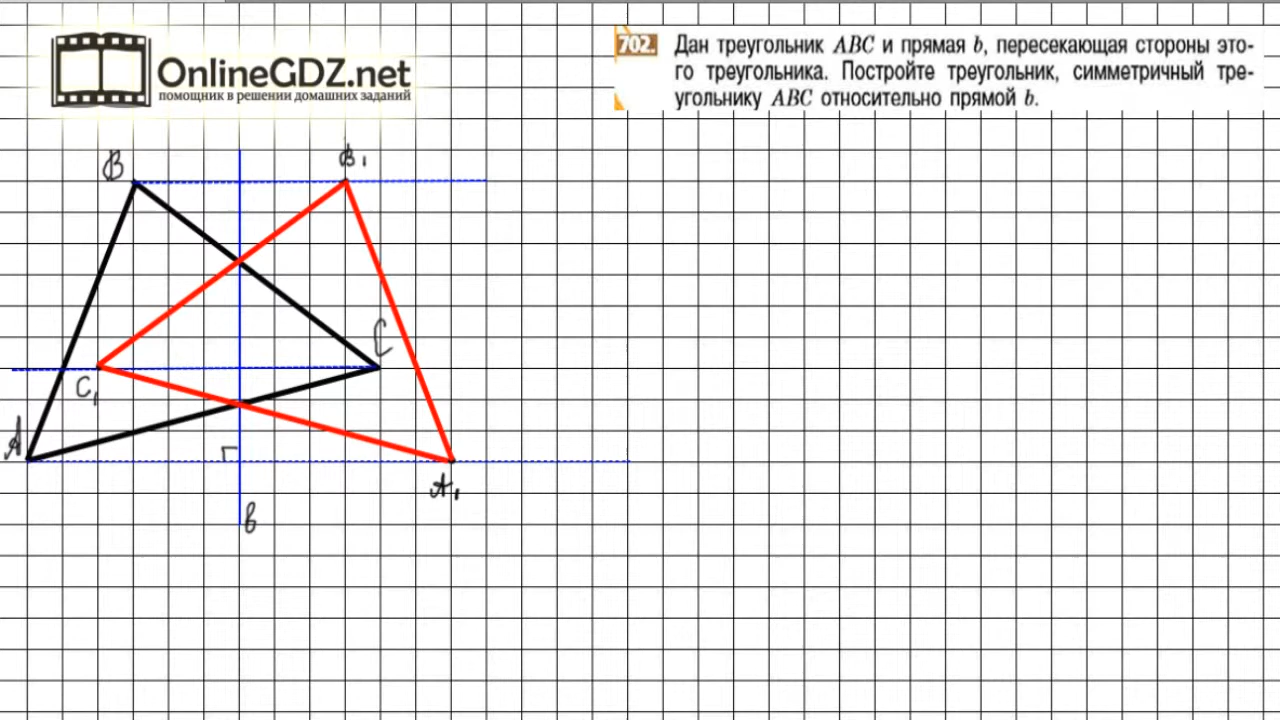 OnlineGDZ.net
помощник в решении домашних заданий
702. Дан треугольник ABC и прямая b, пересекающая стороны это-
го треугольника. Постройте треугольник, симметричный тре-
угольнику ABC относительно прямой b.
B
B₁
C
C₁
A
A₁
в